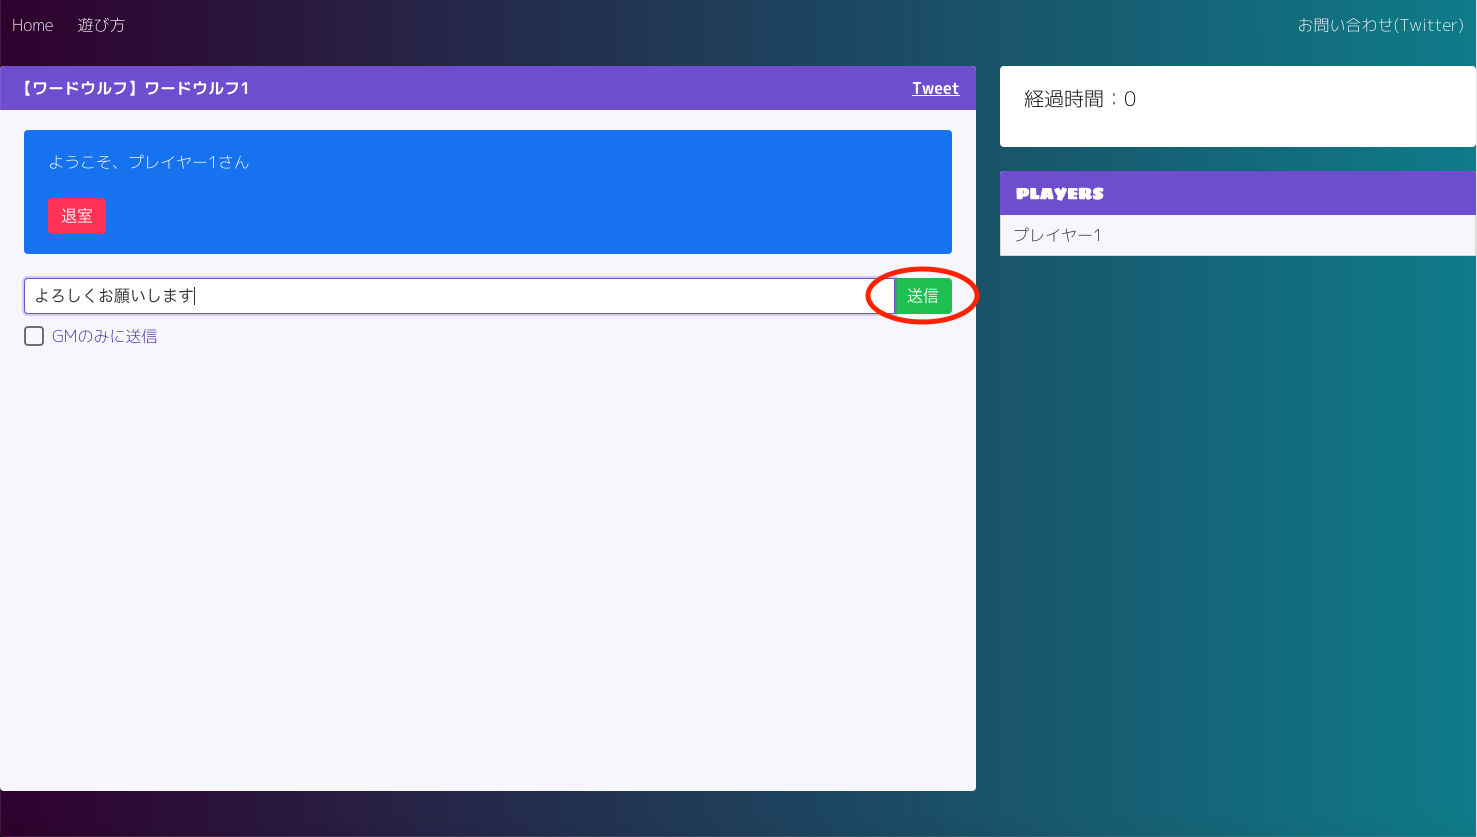 Home 遊び方 お問い合わせ(Twitter)
【ワードウルフ】ワードウルフ1 Tweet
ようこそ、プレイヤー1さん
退室
よろしくお願いします 送信
GMのみに送信
経過時間：0
PLAYERS
プレイヤー1